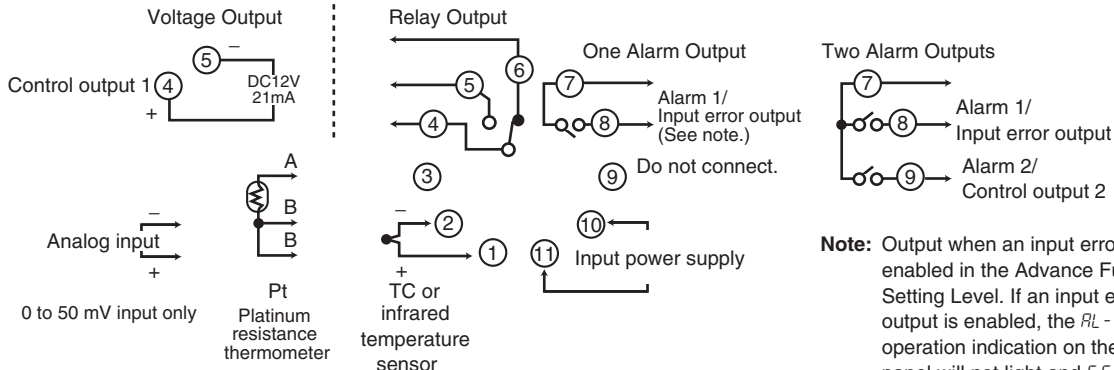 Voltage Output
Relay Output
One Alarm Output
Two Alarm Outputs
Control output 1
4
+
5
−
DC12V
21mA
6
5
4
3
7
8
Alarm 1/
Input error output
(See note.)
9
Do not connect.
7
8
Alarm 1/
Input error output
9
Alarm 2/
Control output 2
−
Analog input
+
0 to 50 mV input only
A
B
B
Pt
Platinum
resistance
thermometer
−
2
1
+
TC or
infrared
temperature
sensor
10
11
Input power supply
Note: Output when an input erro
enabled in the Advance Fu
Setting Level. If an input e
output is enabled, the AL-
operation indication on the